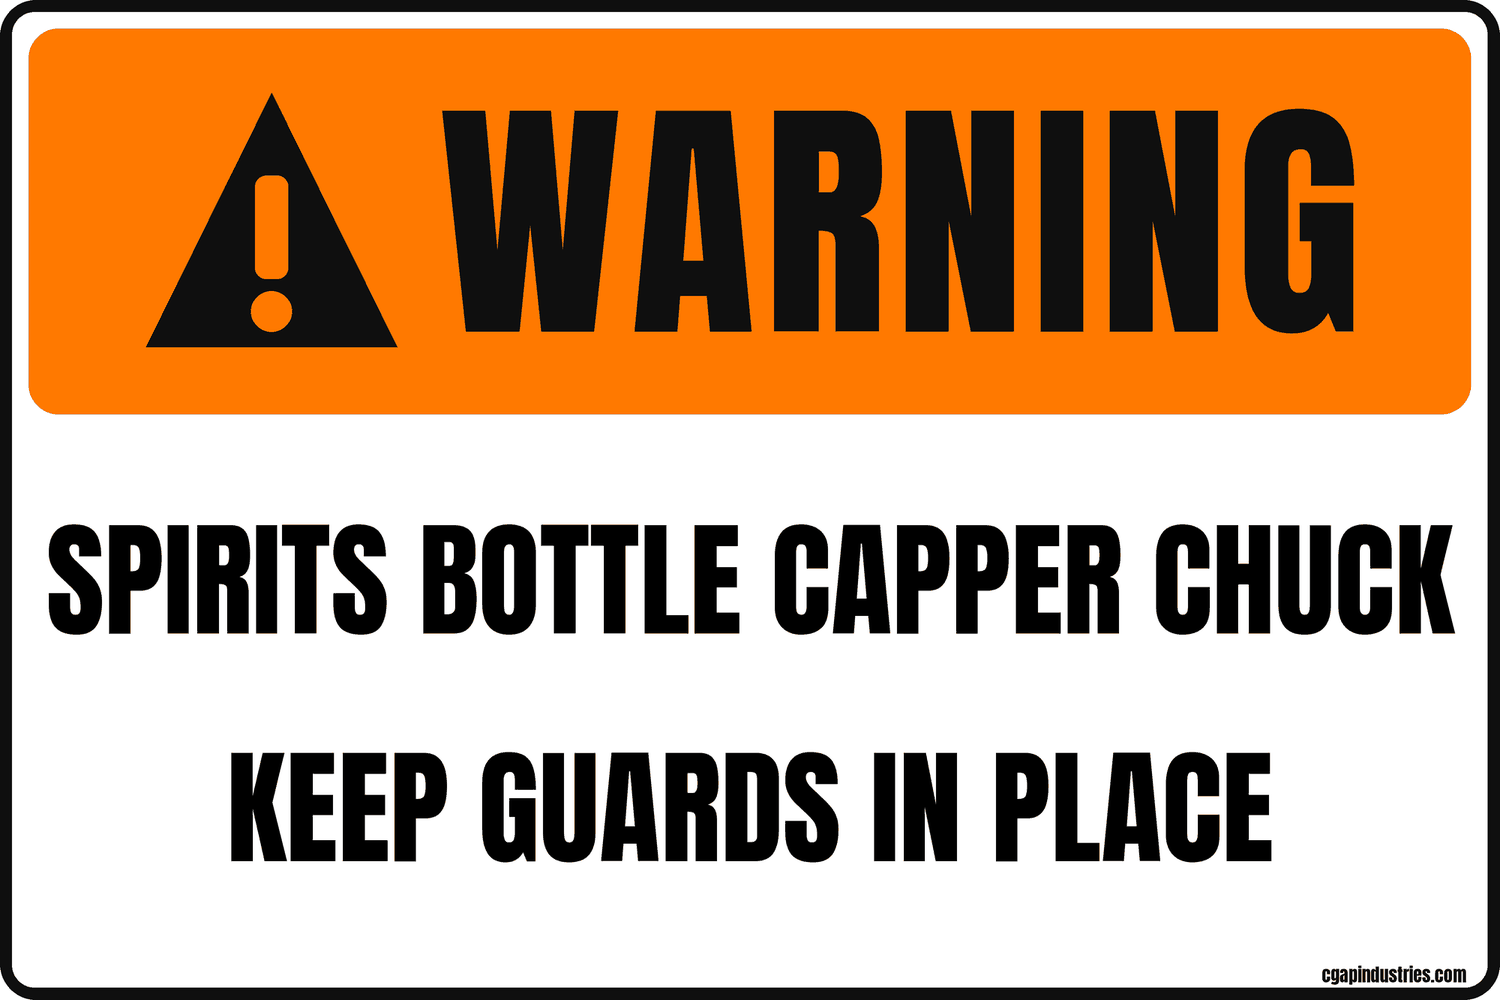 WARNING
SPIRITS BOTTLE CAPPER CHUCK
KEEP GUARDS IN PLACE
cgapindustries.com